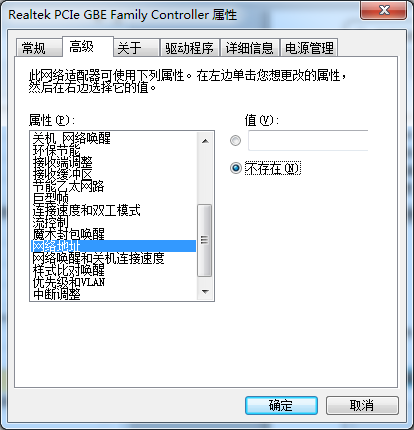 Realtek PCIe GBE Family Controller 属性
常规 高级 关于 驱动程序 详细信息 电源管理
此网络适配器可使用下列属性。在左边单击您想更改的属性，
然后在右边选择它的值。
属性(P): 值(V):
关机 网络唤醒
环保节能
接收端调整
接收缓冲区
节能乙太网路
巨型帧
连接速度和双工模式
流控制
魔术封包唤醒
网络地址
网络唤醒和关机连接速度
样式比对唤醒
优先级和VLAN
中断调整
不存在(N)
确定 取消